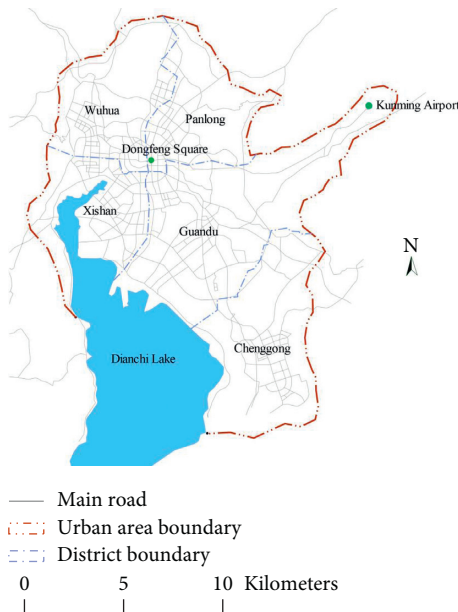 Wuhua
Panlong
Kunming Airport
Dongfeng Square
Xishan
Guandu
N
Chenggong
Dianchi Lake
Main road
Urban area boundary
District boundary
0 5 10 Kilometers